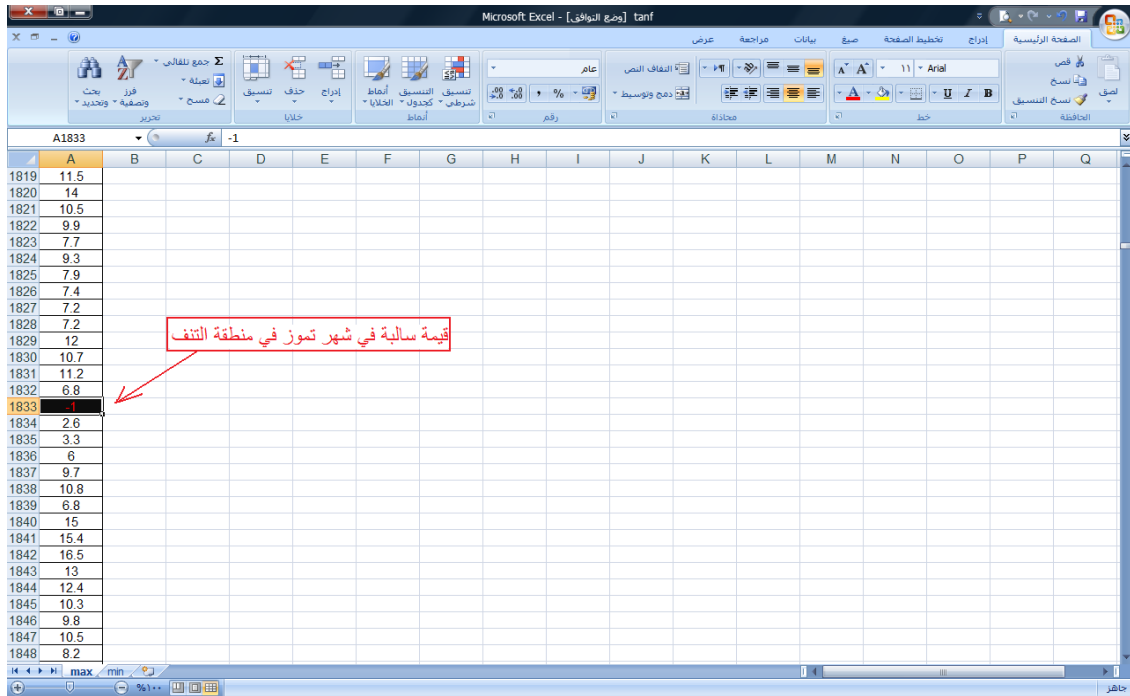 tanf [وضع التوافق] - Microsoft Excel
الصفحة الرئيسية إدراج تخطيط الصفحة صيغ بيانات مراجعة عرض
قص
نسخ
نسخ التنسيق
لصق
الحافظة
Arial ١١
B I U
خط
التفاف النص
دمج وتوسيط
محاذاة
عام
%
رقم
تنسيق شرطي
التنسيق كجدول
أنماط الخلايا
أنماط
إدراج
حذف
تنسيق
خلايا
Σ جمع تلقائي
تعبئة
مسح
فرز وتصفية
بحث وتحديد
تحرير
A1833 fx -1
A B C D E F G H I J K L M N O P Q
1819 11.5
1820 14
1821 10.5
1822 9.9
1823 7.7
1824 9.3
1825 7.9
1826 7.4
1827 7.2
1828 7.2
قيمة سالبة في شهر تموز في منطقة التنف
1829 12
1830 10.7
1831 11.2
1832 6.8
1833 -1
1834 2.6
1835 3.3
1836 6
1837 9.7
1838 10.8
1839 6.8
1840 15
1841 15.4
1842 16.5
1843 13
1844 12.4
1845 10.3
1846 9.8
1847 10.5
1848 8.2
max min
%١٠٠
جاهز